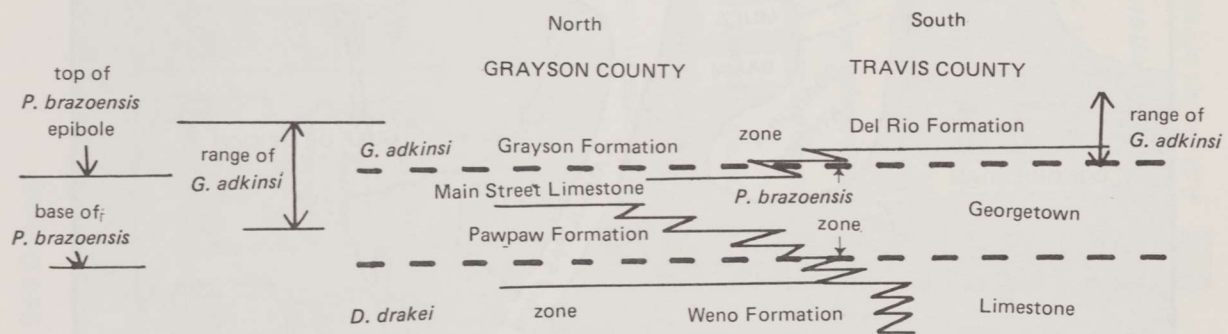 North
South
GRAYSON COUNTY
TRAVIS COUNTY
top of
P. brazoensis
epibole
range of
G. adkinsi
base of
P. brazoensis
G. adkinsi
Grayson Formation
zone
Del Rio Formation
range of
G. adkinsi
Main Street Limestone
P. brazoensis
Georgetown
Pawpaw Formation
zone
D. drakei
zone
Weno Formation
Limestone